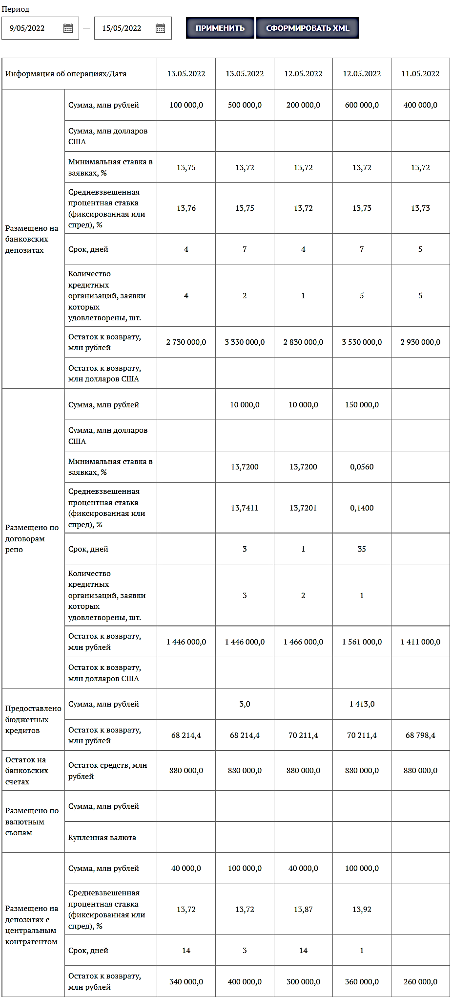 Период
9/05/2022 — 15/05/2022 ПРИМЕНИТЬ СФОРМИРОВАТЬ XML
Информация об операциях/Дата 13.05.2022 13.05.2022 12.05.2022 12.05.2022 11.05.2022
Размещено на
банковских
депозитах
Сумма, млн рублей 100 000,0 500 000,0 200 000,0 600 000,0 400 000,0
Сумма, млн долларов
США
Минимальная ставка в
заявках, % 13,75 13,72 13,72 13,72 13,72
Средневзвешенная
процентная ставка
(фиксированная или
спред), % 13,76 13,75 13,72 13,73 13,73
Срок, дней 4 7 4 7 5
Количество
кредитных
организаций, заявки
которых
удовлетворены, шт. 4 2 1 5 5
Остаток к возврату,
млн рублей 2 730 000,0 3 330 000,0 2 830 000,0 3 530 000,0 2 930 000,0
Остаток к возврату,
млн долларов США
Размещено по
договорам
репо
Сумма, млн рублей 10 000,0 10 000,0 150 000,0
Сумма, млн долларов
США
Минимальная ставка в
заявках, % 13,7200 13,7200 0,0560
Средневзвешенная
процентная ставка
(фиксированная или
спред), % 13,7411 13,7201 0,1400
Срок, дней 3 1 35
Количество
кредитных
организаций, заявки
которых
удовлетворены, шт. 3 2 1
Остаток к возврату,
млн рублей 1 446 000,0 1 446 000,0 1 466 000,0 1 561 000,0 1 411 000,0
Остаток к возврату,
млн долларов США
Предоставлено
бюджетных
кредитов
Сумма, млн рублей 3,0 1 413,0
Остаток к возврату,
млн рублей 68 214,4 68 214,4 70 211,4 70 211,4 68 798,4
Остаток на
банковских
счетах
Остаток средств, млн
рублей 880 000,0 880 000,0 880 000,0 880 000,0 880 000,0
Размещено по
валютным
свопам
Сумма, млн рублей
Купленная валюта
Размещено на
депозитах с
центральным
контрагентом
Сумма, млн рублей 40 000,0 100 000,0 40 000,0 100 000,0
Средневзвешенная
процентная ставка
(фиксированная или
спред), % 13,72 13,72 13,87 13,92
Срок, дней 14 3 14 1
Остаток к возврату,
млн рублей 340 000,0 400 000,0 300 000,0 360 000,0 260 000,0